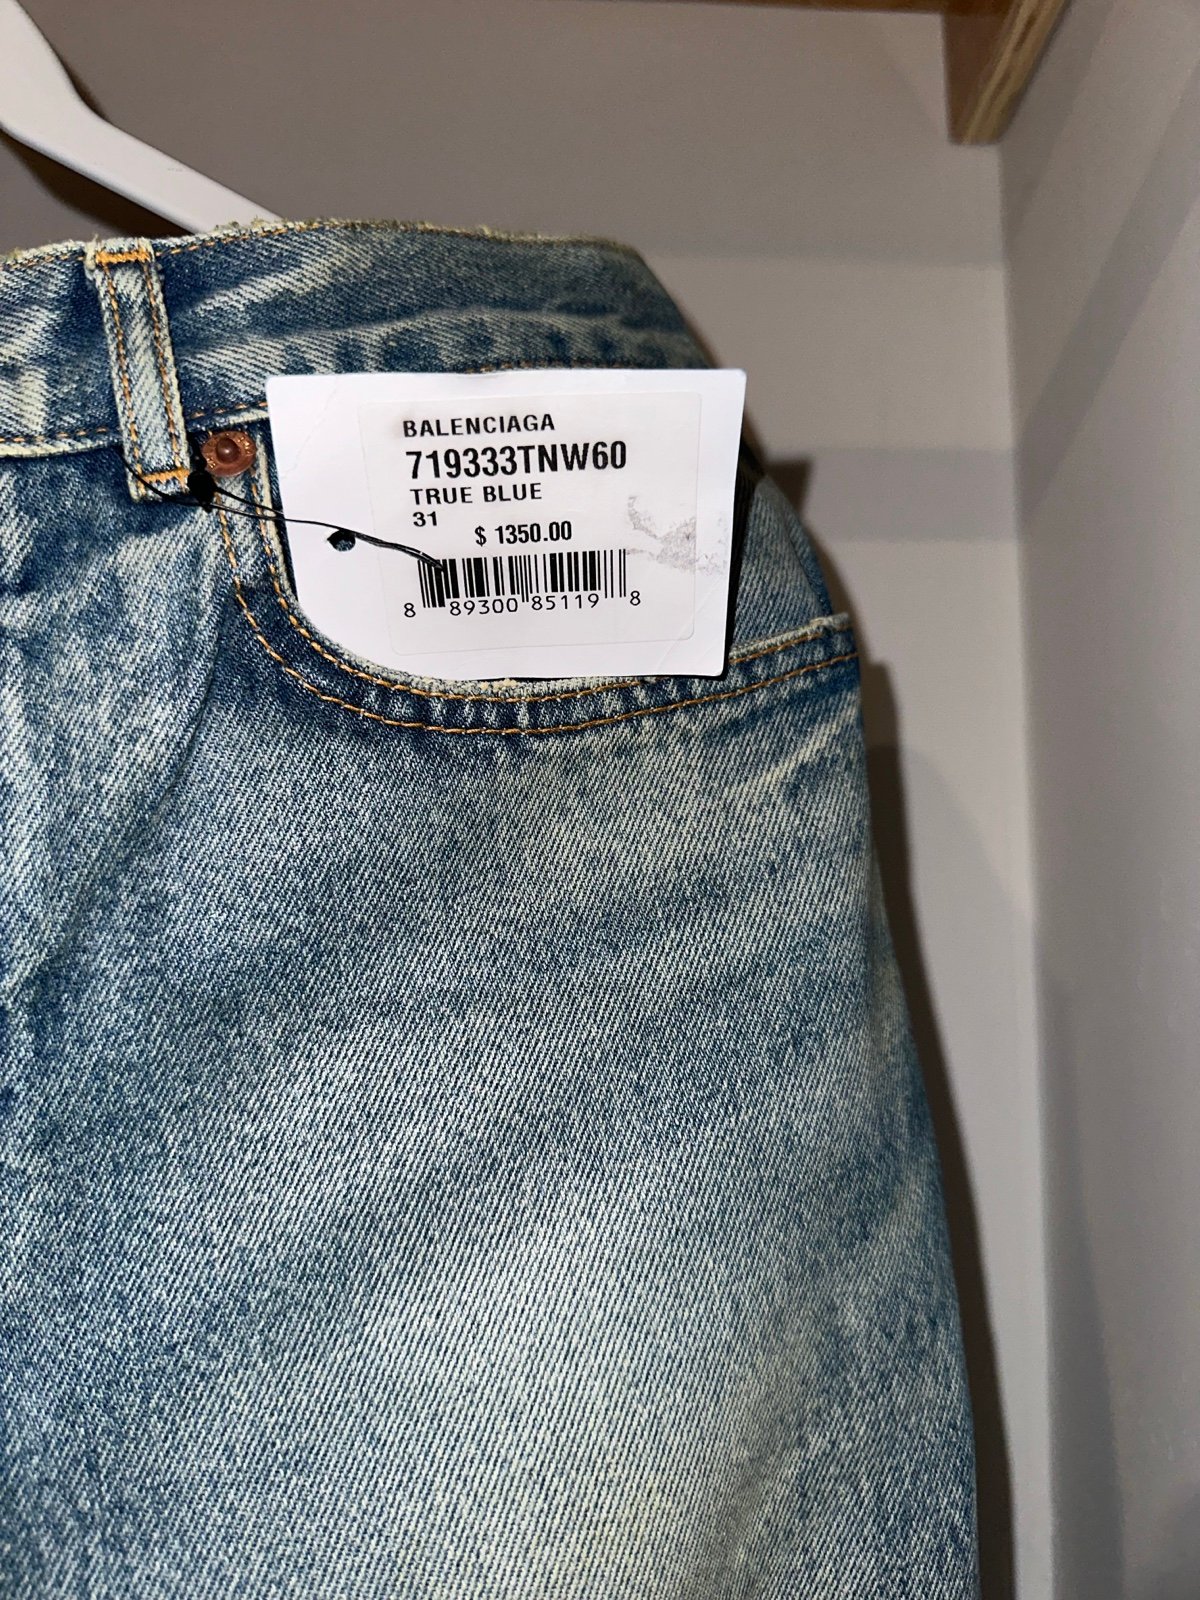 BALENCIAGA
719333TNW60
TRUE BLUE
31 $ 1350.00
8 89300 85119 8